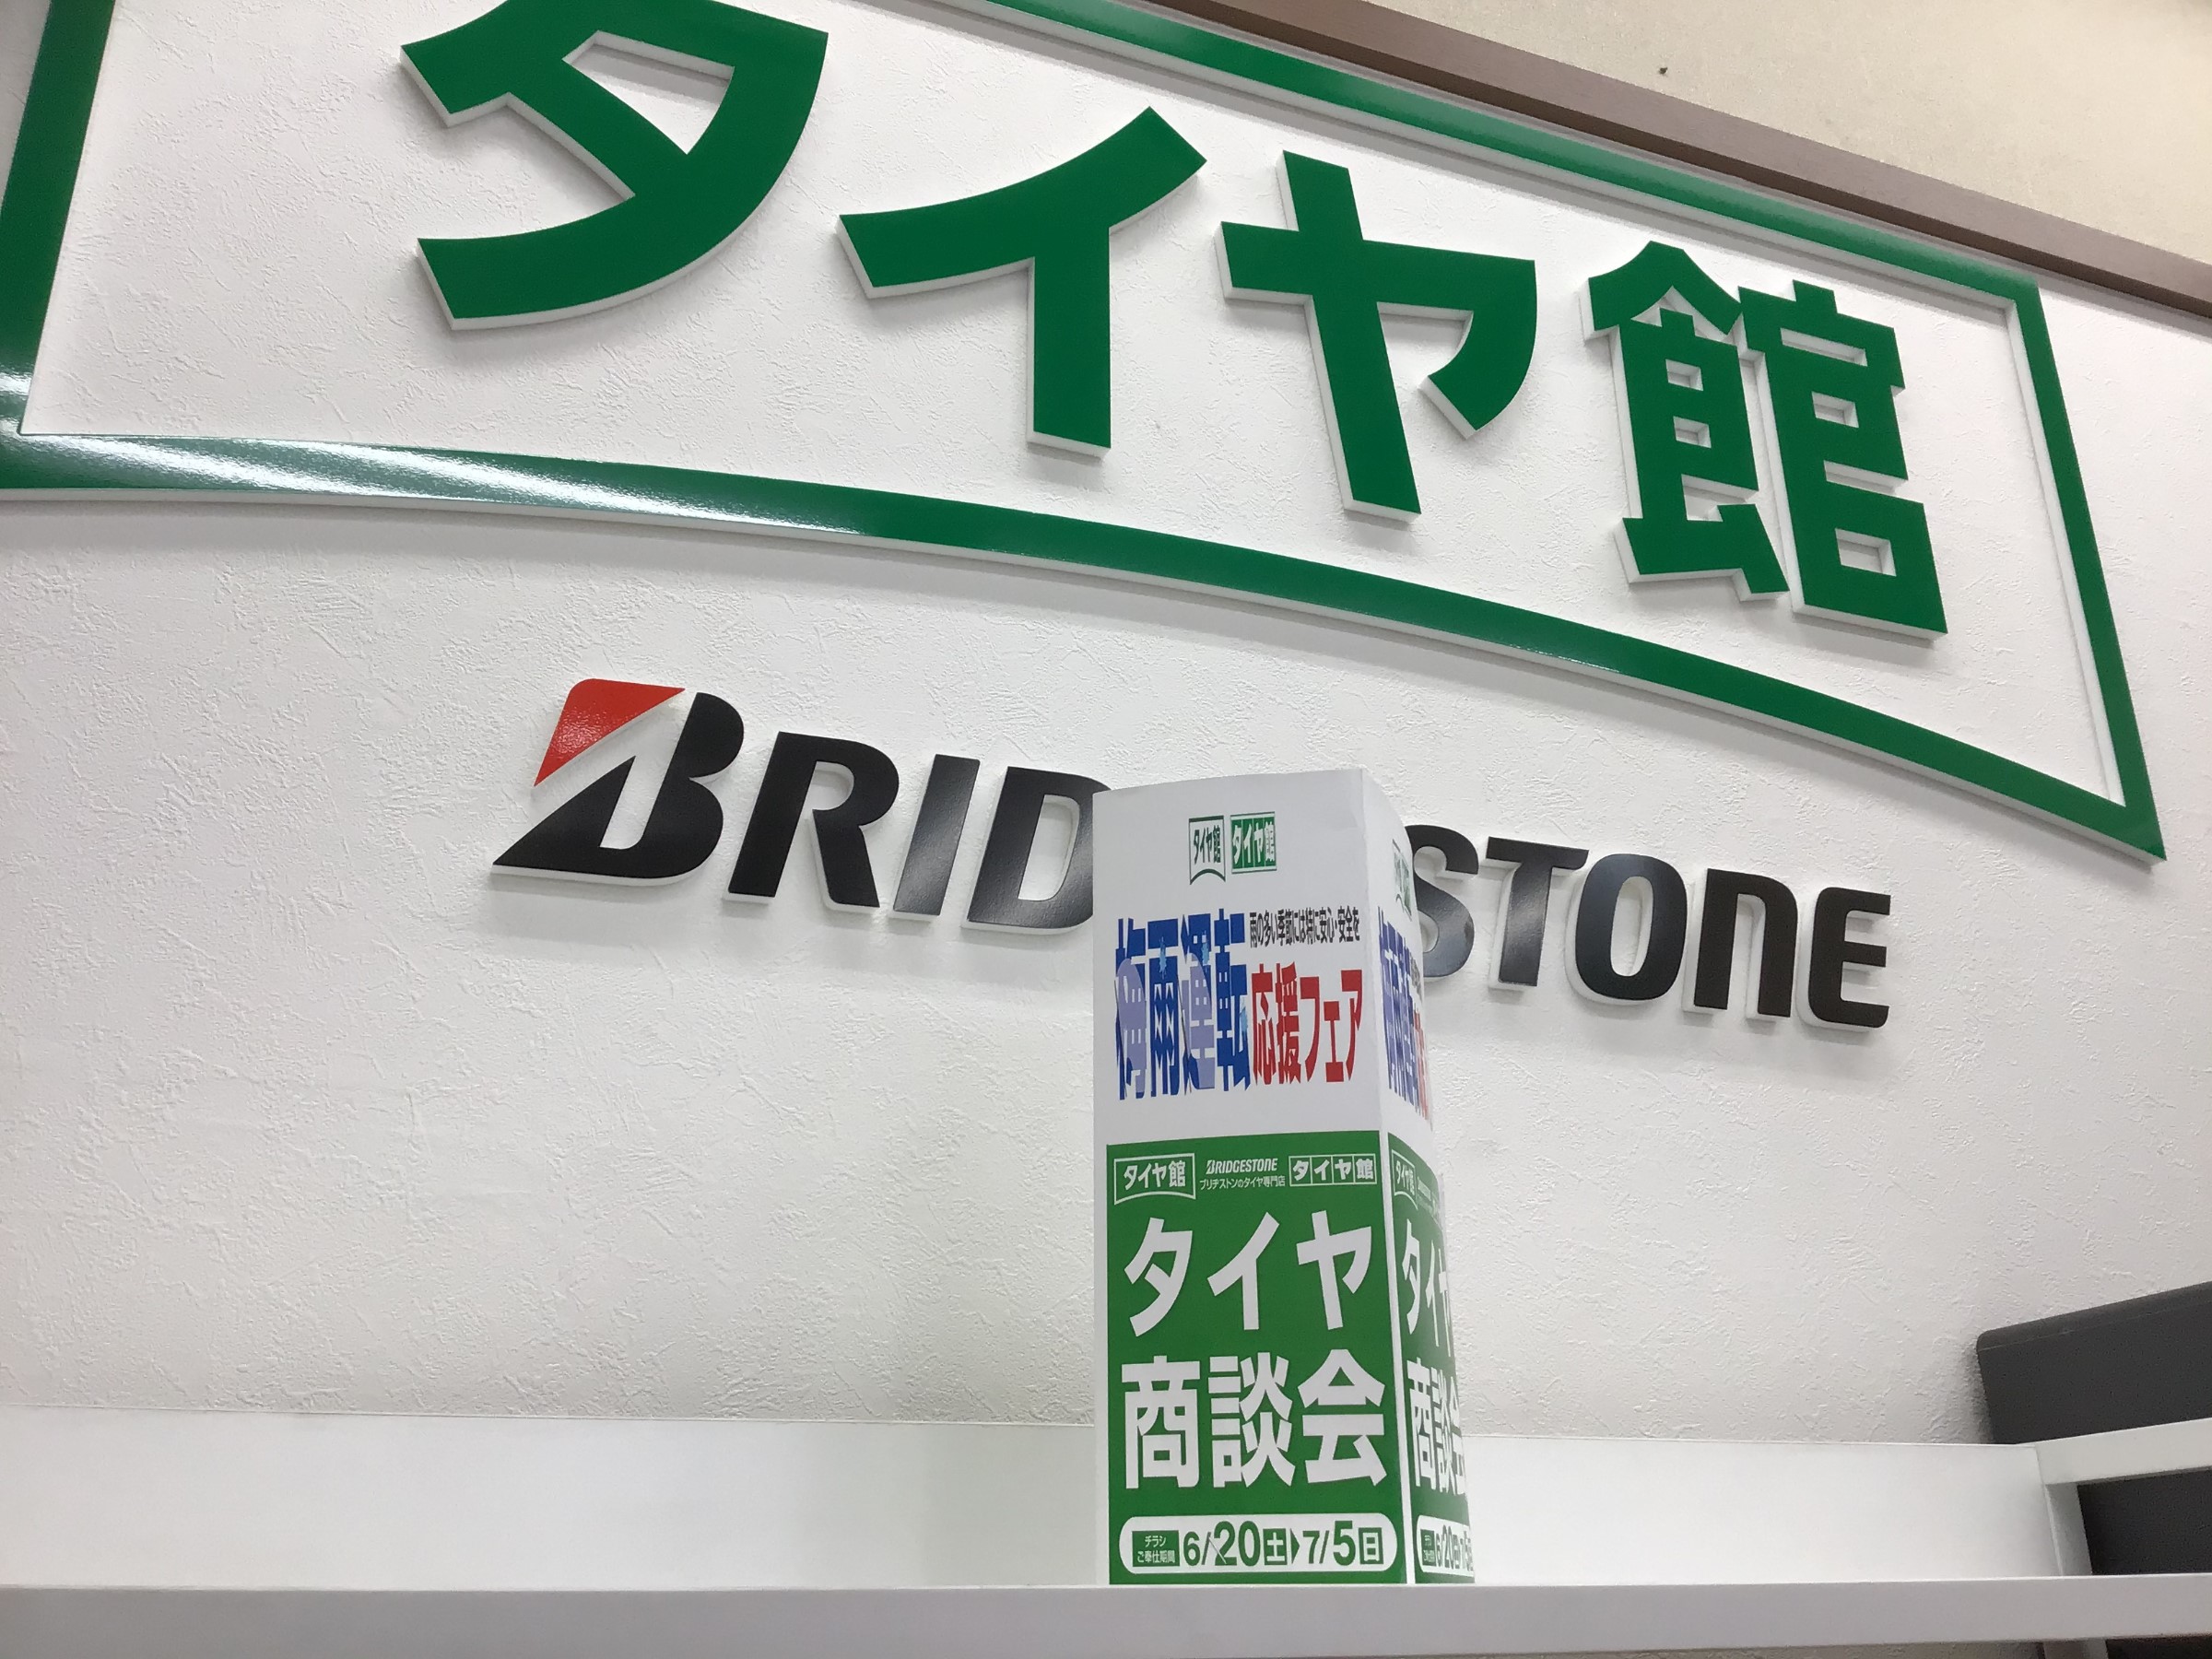 タイヤ館
BRIDGESTONE
タイヤ館 タイヤ館
雨の多い季節には特に安心・安全を
梅雨運転
応援フェア
タイヤ館 BRIDGESTONE タイヤ館
ブリヂストンのタイヤ専門店
タイヤ
商談会
チラシ
ご奉仕期間 6/20土▶7/5日